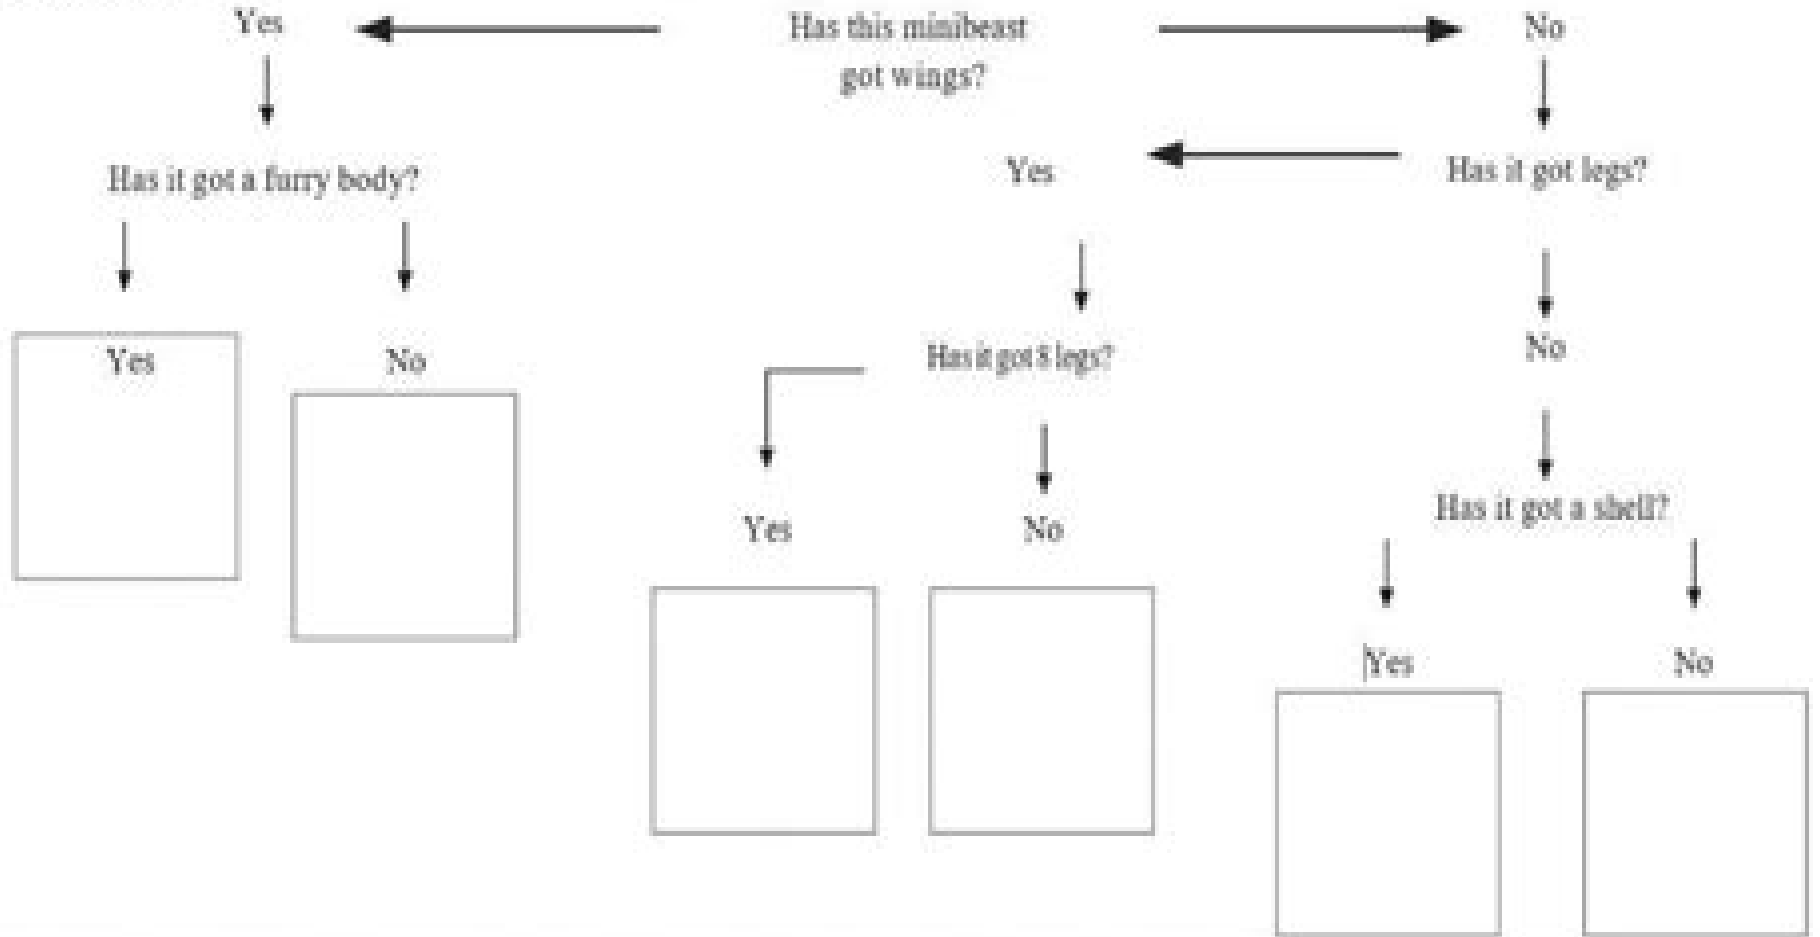 Yes
Has this minibeast
got wings?
No
Has it got a furry body?
Yes
Has it got legs?
Yes
No
Has it got 8 legs?
No
Yes
No
Has it got a shell?
Yes
No